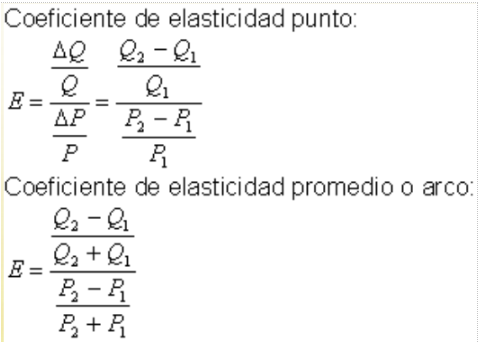 Coeficiente de elasticidad punto:
E = (ΔQ / Q) / (ΔP / P) = ((Q₂ − Q₁) / Q₁) / ((P₂ − P₁) / P₁)
Coeficiente de elasticidad promedio o arco:
E = ((Q₂ − Q₁) / (Q₂ + Q₁)) / ((P₂ − P₁) / (P₂ + P₁))